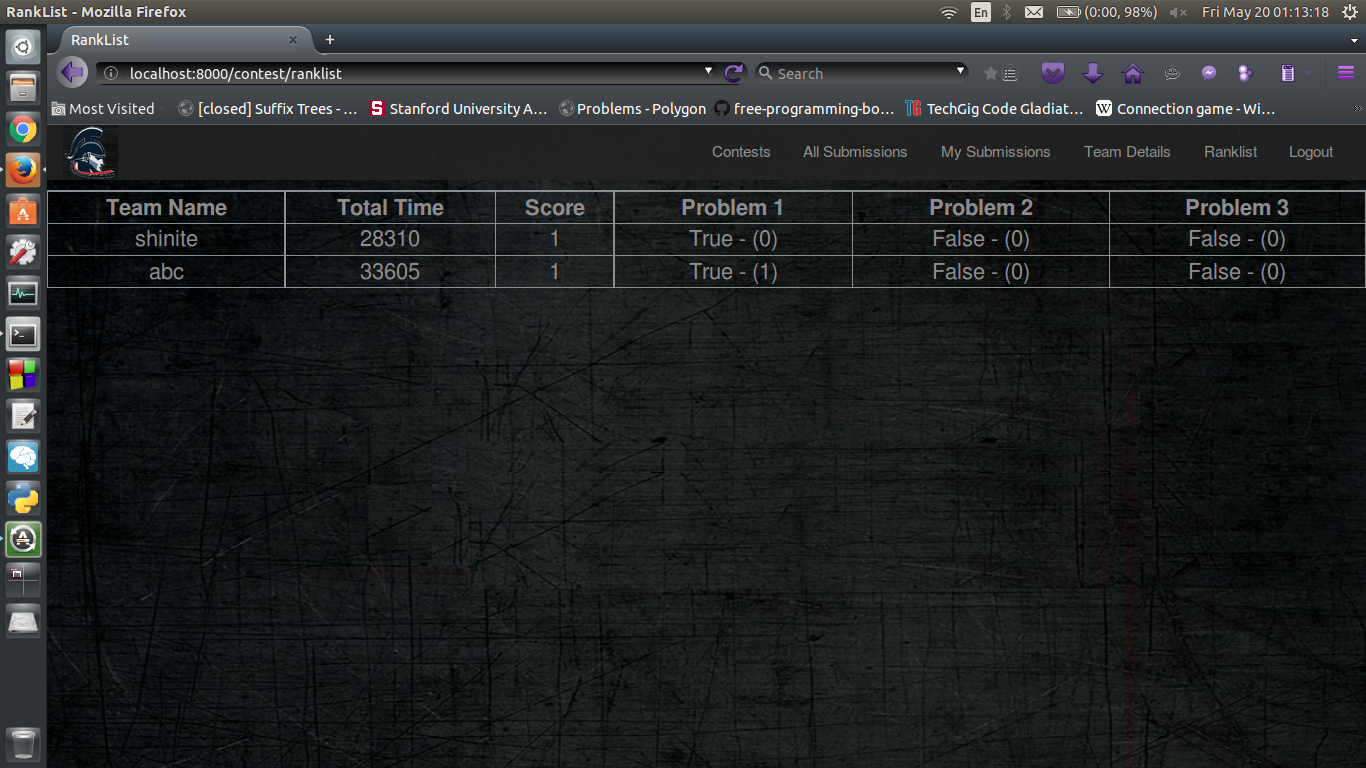 RankList - Mozilla Firefox
En
(0:00, 98%)
Fri May 20 01:13:18
RankList
localhost:8000/contest/ranklist
Search
Most Visited
[closed] Suffix Trees - ...
S
Stanford University A...
Problems - Polygon
free-programming-bo...
TG
TechGig Code Gladiat...
W
Connection game - Wi...
Contests
All Submissions
My Submissions
Team Details
Ranklist
Logout
Team Name Total Time Score Problem 1 Problem 2 Problem 3
shinite 28310 1 True - (0) False - (0) False - (0)
abc 33605 1 True - (1) False - (0) False - (0)